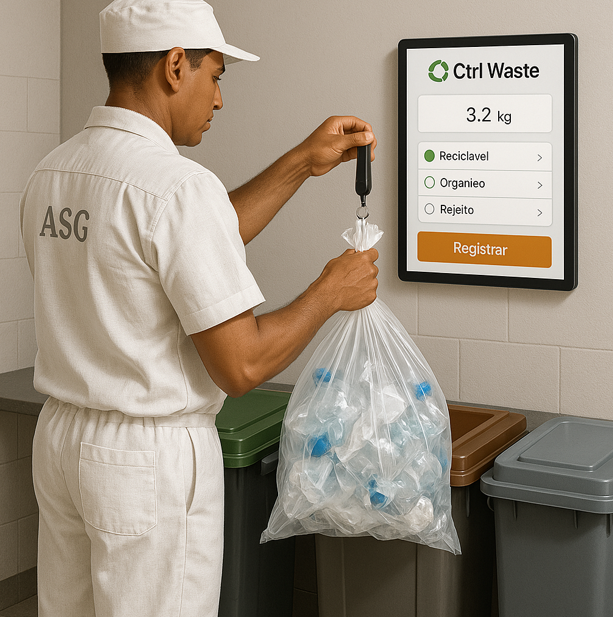 Ctrl Waste
3.2 kg
Reciclavel
Organieo
Rejeito
Registrar
ASG